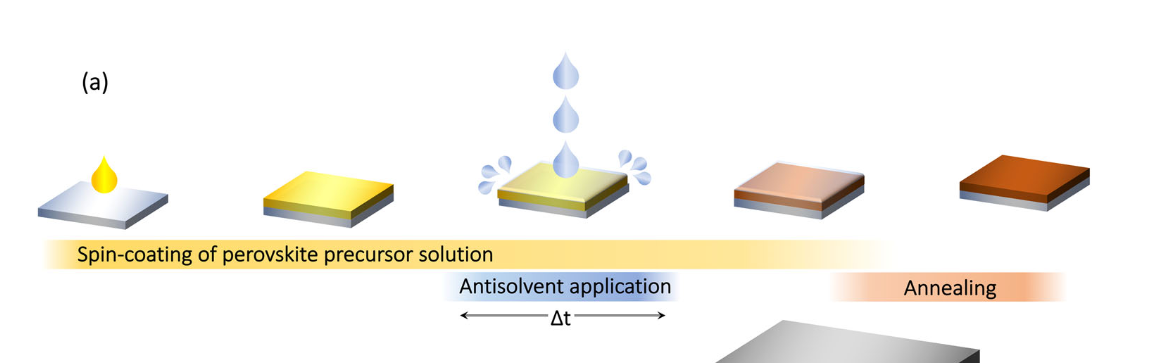 (a)
Spin-coating of perovskite precursor solution
Antisolvent application
Annealing
Δt